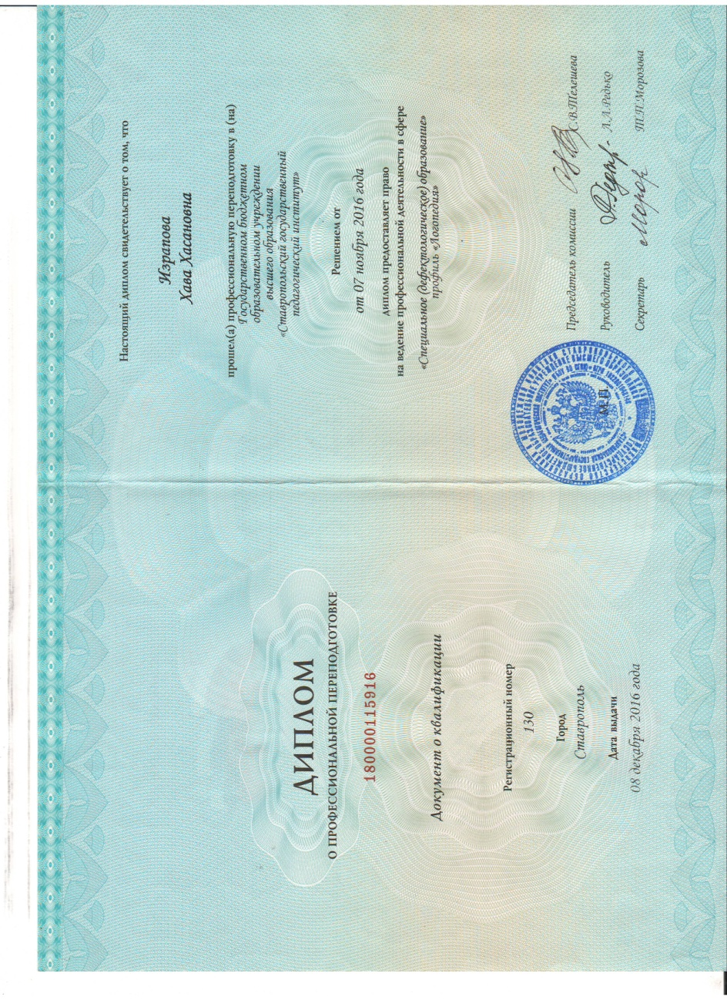 ДИПЛОМ
О ПРОФЕССИОНАЛЬНОЙ ПЕРЕПОДГОТОВКЕ
180000115916
Документ о квалификации
Регистрационный номер
130
Город
Ставрополь
Дата выдачи
08 декабря 2016 года
Настоящий диплом свидетельствует о том, что
Израпова
Хава Хасановна
прошел(а) профессиональную переподготовку в (на)
Государственном бюджетном
образовательном учреждении
высшего образования
«Ставропольский государственный
педагогический институт»
Решением от
от 07 ноября 2016 года
диплом предоставляет право
на ведение профессиональной деятельности в сфере
«Специальное (дефектологическое) образование»
профиль «Логопедия»
Председатель комиссии С.В.Телешева
Руководитель Л.Л.Редько
Секретарь Т.П.Морозова
М.П.